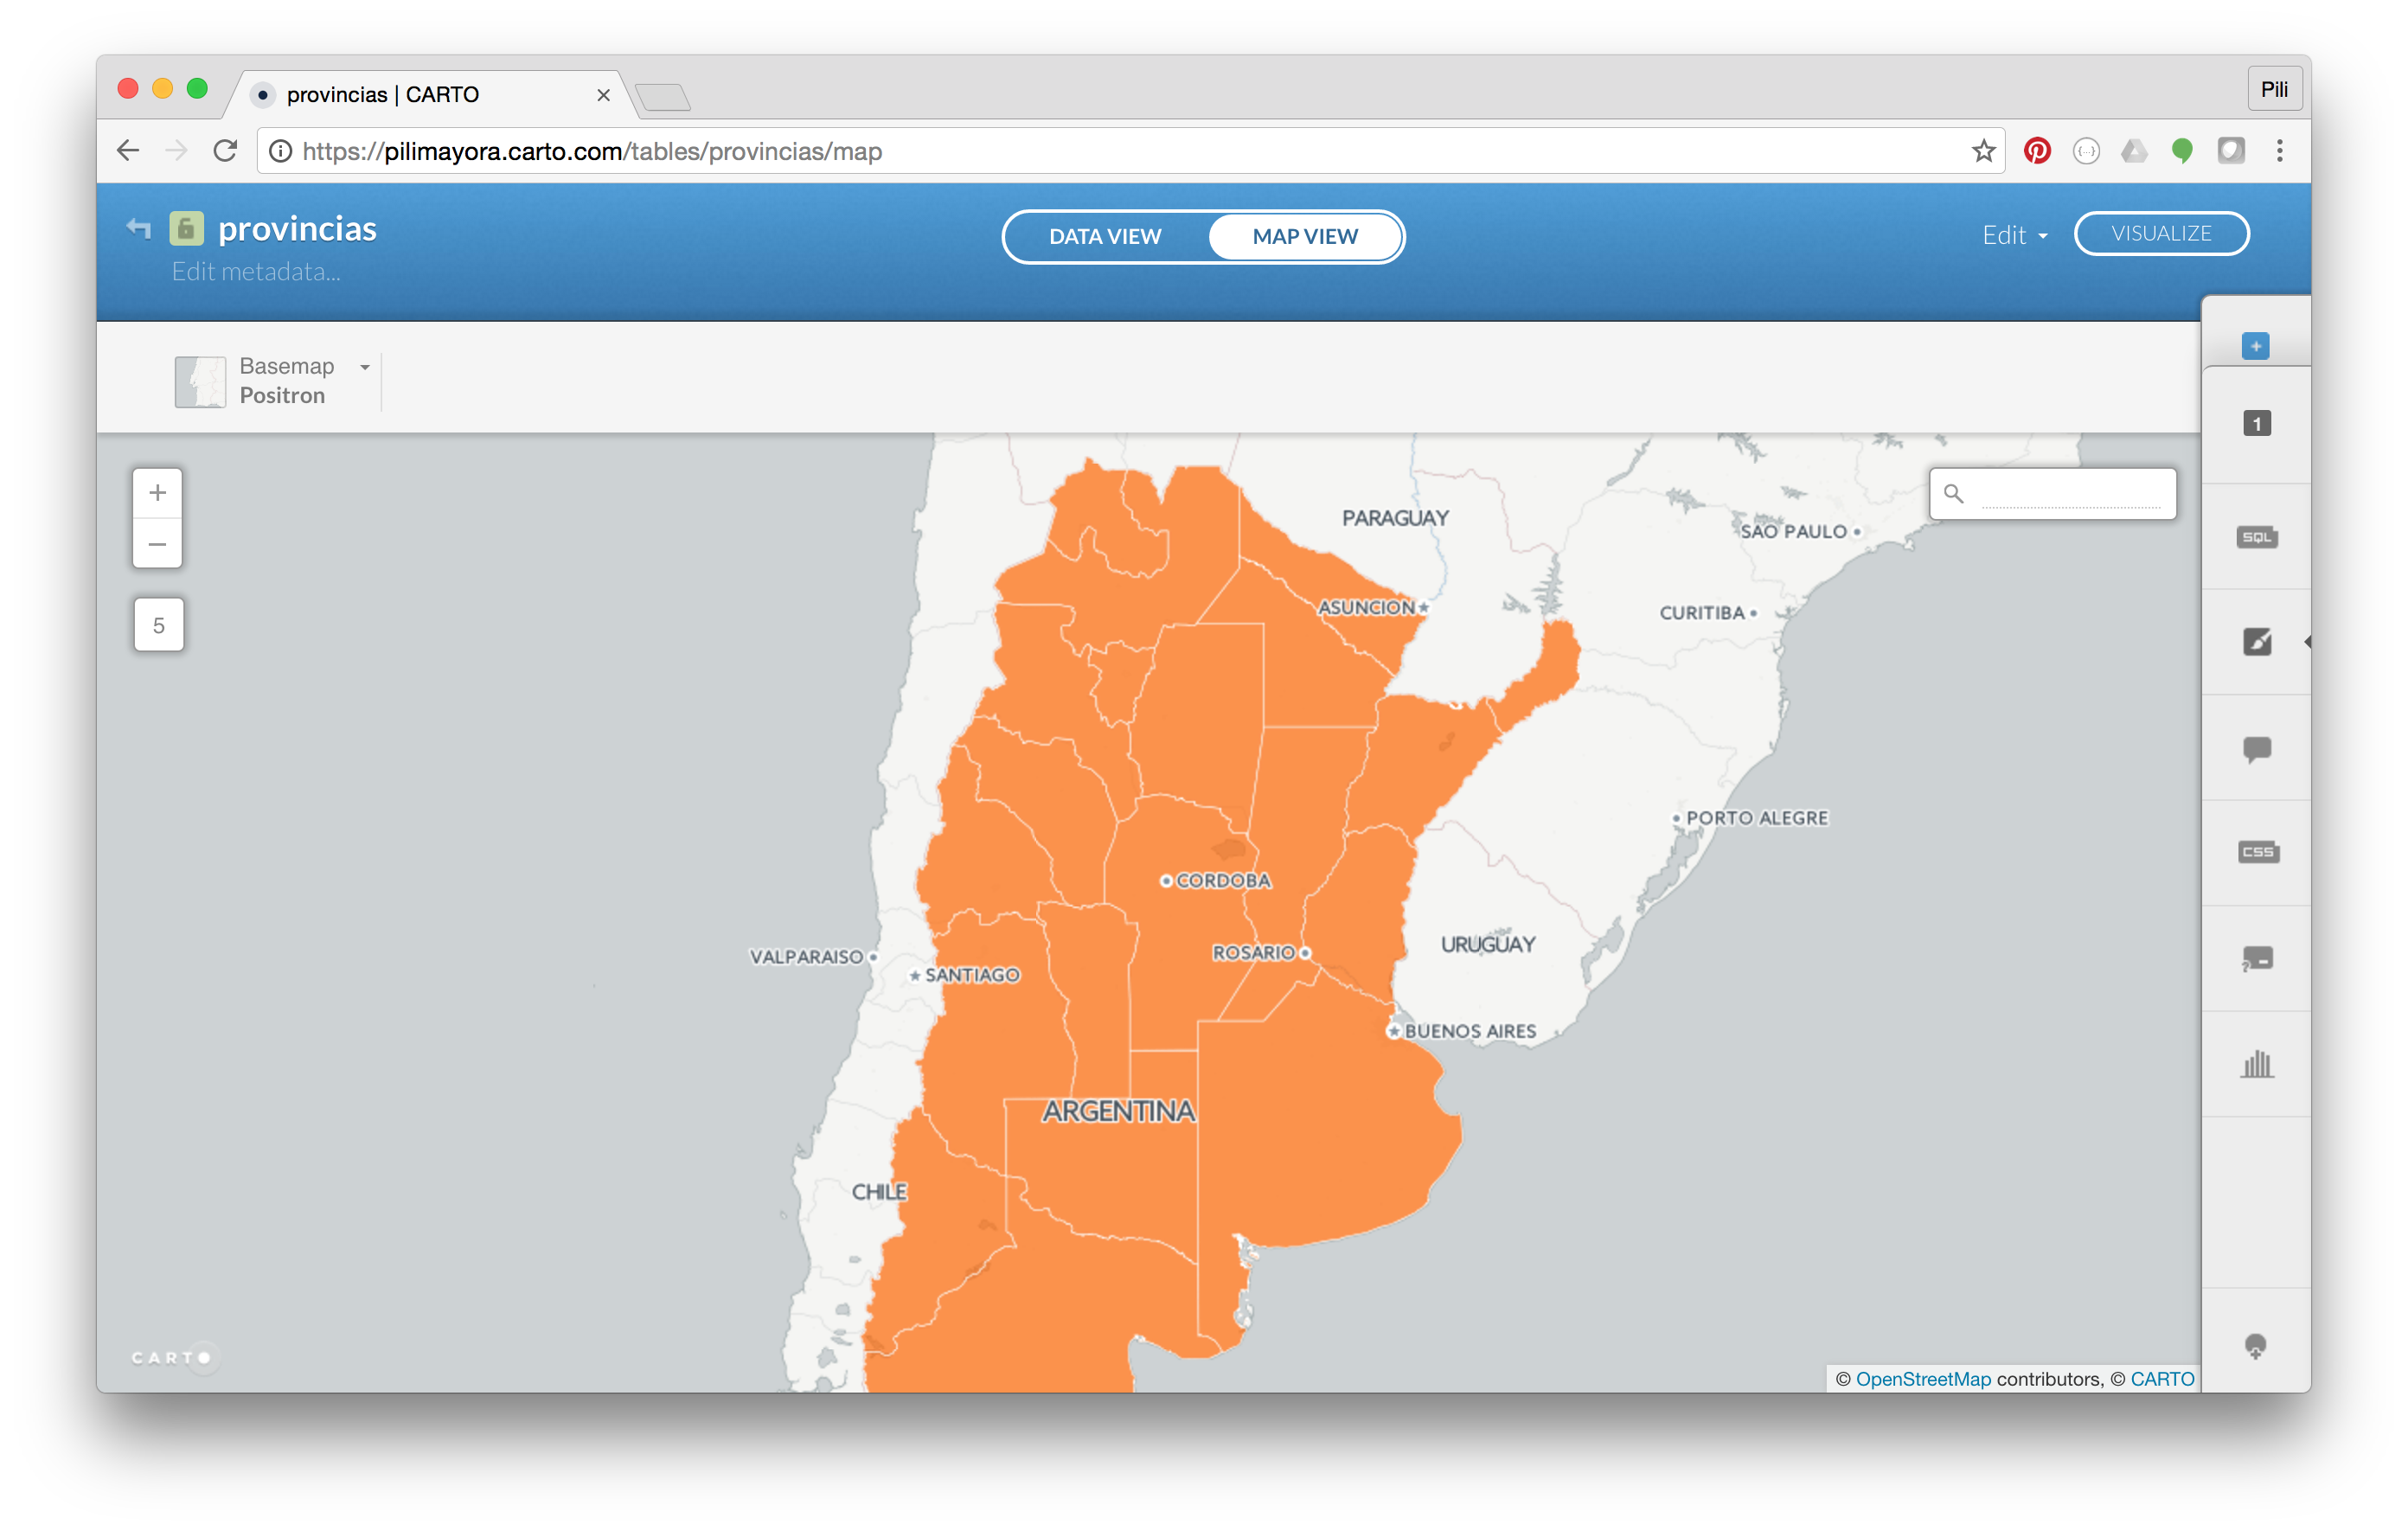 provincias | CARTO
Pili
https://pilimayora.carto.com/tables/provincias/map
provincias
DATA VIEW
MAP VIEW
Edit
VISUALIZE
Edit metadata...
Basemap
Positron
1
SQL
CSS
?
5
PARAGUAY
SAO PAULO
ASUNCION
CURITIBA
PORTO ALEGRE
CORDOBA
URUGUAY
ROSARIO
VALPARAISO
SANTIAGO
BUENOS AIRES
ARGENTINA
CHILE
CARTO
© OpenStreetMap contributors, © CARTO